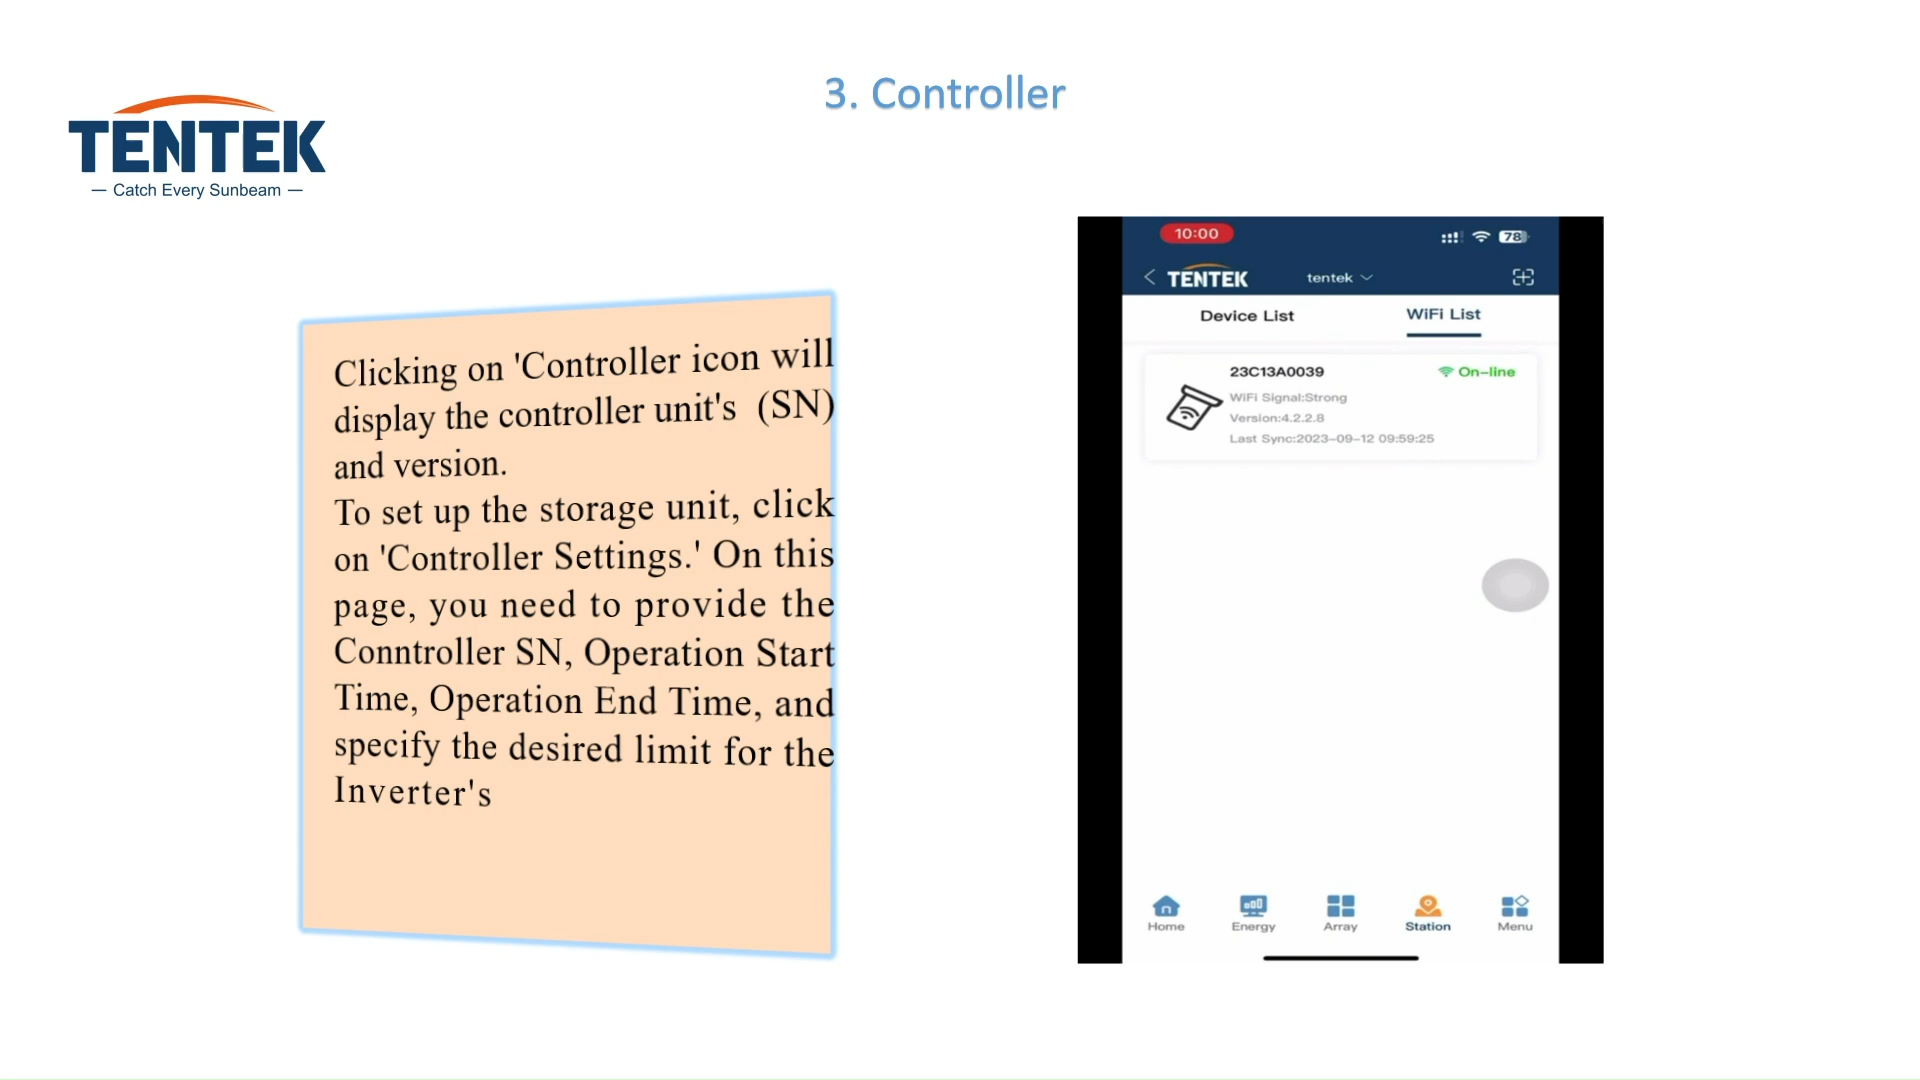 3. Controller
TENTEK
— Catch Every Sunbeam —
Clicking on 'Controller icon will
display the controller unit's (SN)
and version.
To set up the storage unit, click
on 'Controller Settings.' On this
page, you need to provide the
Conntroller SN, Operation Start
Time, Operation End Time, and
specify the desired limit for the
Inverter's
10:00
78
TENTEK
tentek
Device List
WiFi List
23C13A0039
On-line
WiFi Signal:Strong
Version:4.2.2.8
Last Sync:2023-09-12 09:59:25
Home
Energy
Array
Station
Menu